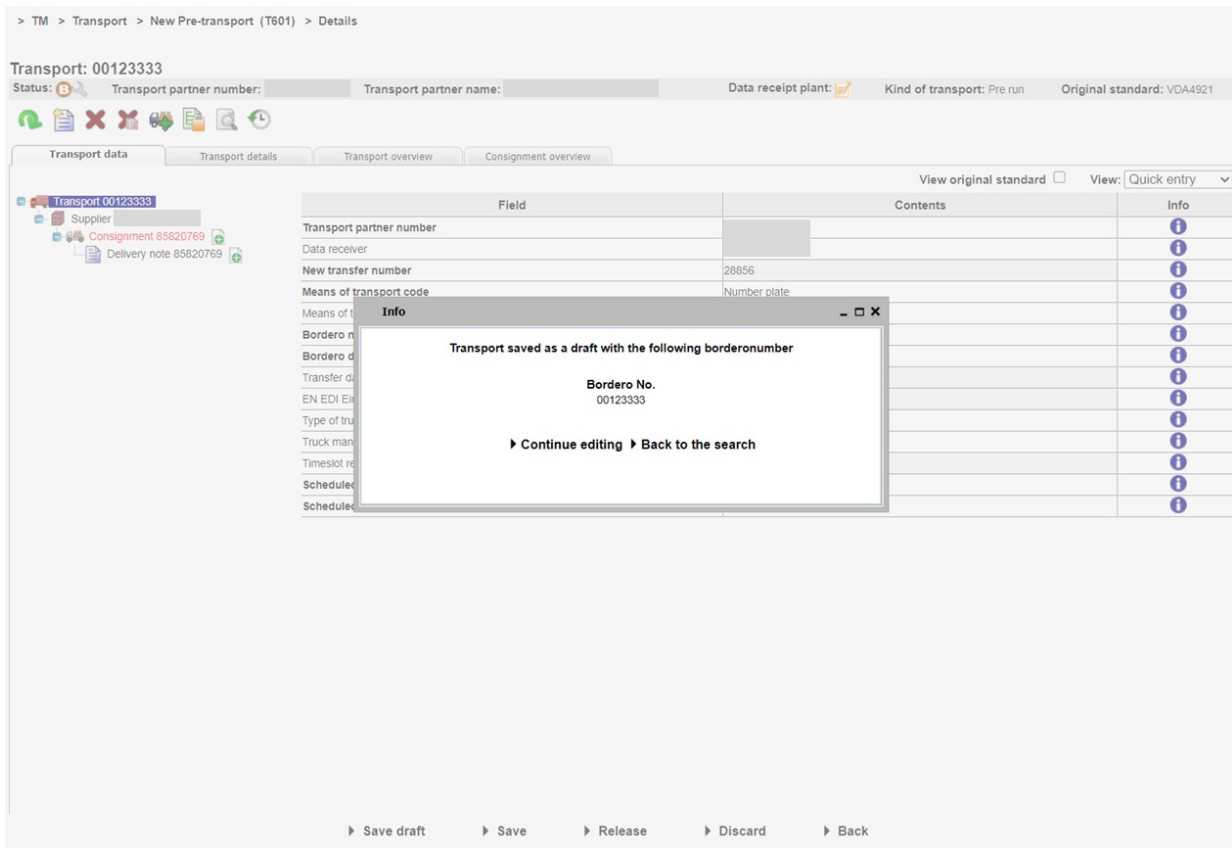 > TM > Transport > New Pre-transport (T601) > Details
Transport: 00123333
Status: B Transport partner number: Transport partner name: Data receipt plant: Kind of transport: Pre run Original standard: VDA4921
Transport data Transport details Transport overview Consignment overview
View original standard View: Quick entry
Transport 00123333
Supplier
Consignment 85820769
Delivery note 85820769
Field Contents Info
Transport partner number
Data receiver
New transfer number 28856
Means of transport code Number plate
Means of t
Bordero n
Bordero d
Transfer da
EN EDI Ei
Type of tru
Truck man
Timeslot re
Scheduled
Scheduled
Info
Transport saved as a draft with the following borderonumber
Bordero No.
00123333
Continue editing Back to the search
Save draft Save Release Discard Back